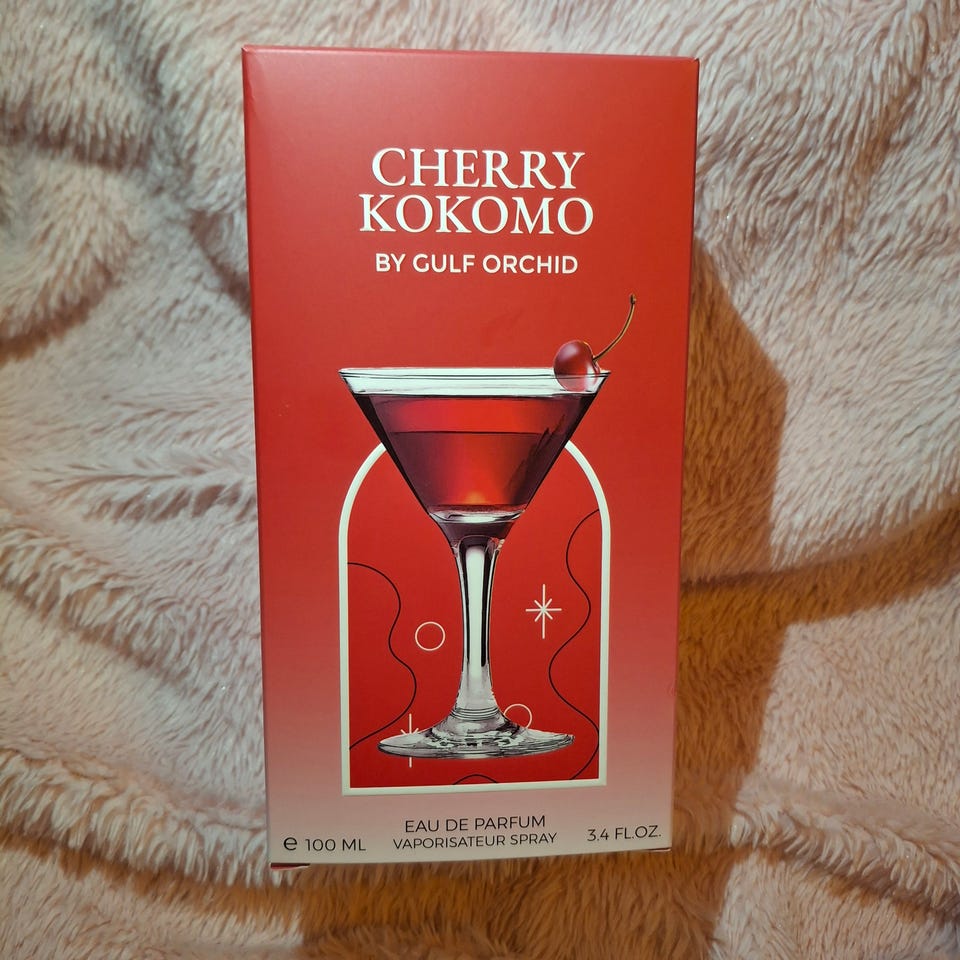 CHERRY
KOKOMO
BY GULF ORCHID
EAU DE PARFUM
℮ 100 ML VAPORISATEUR SPRAY 3.4 FL.OZ.